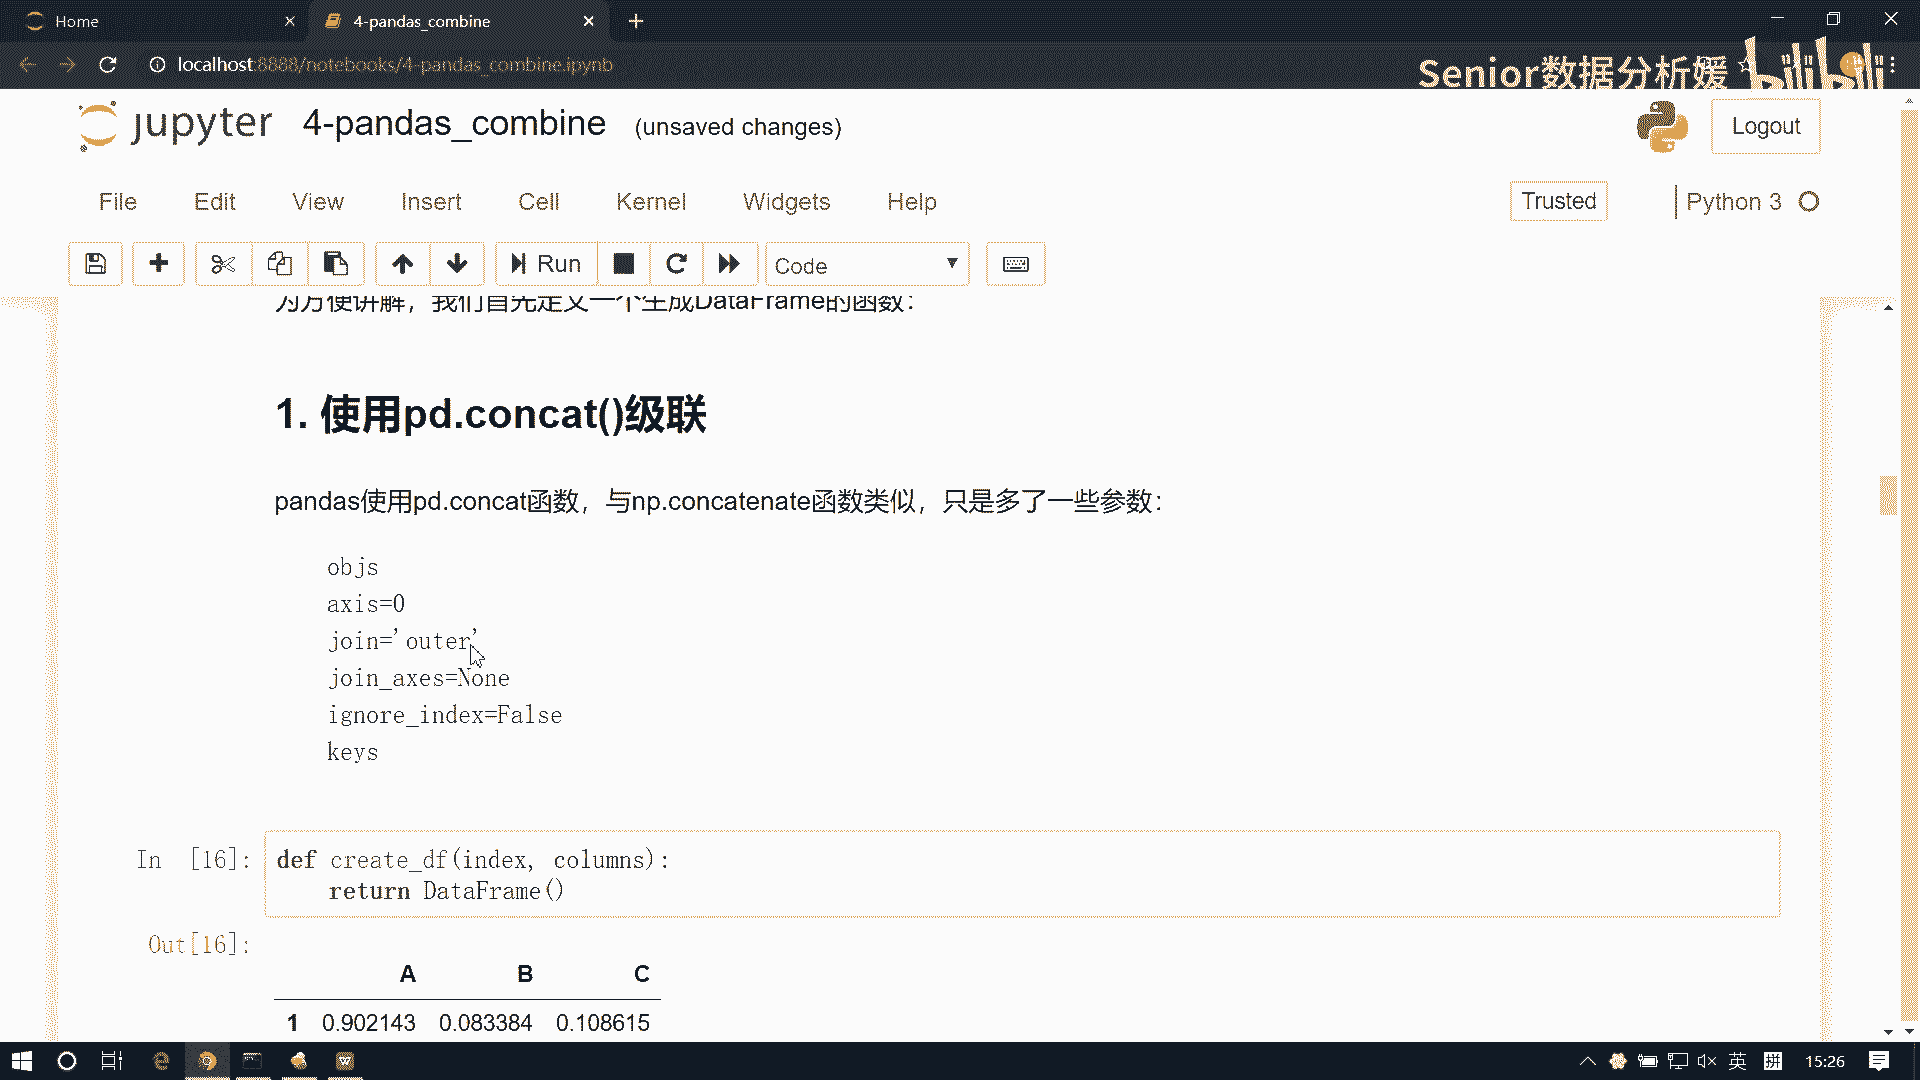 Home
4-pandas_combine
localhost:8888/notebooks/4-pandas_combine.ipynb
Senior数据分析媛
bilibili
jupyter 4-pandas_combine (unsaved changes)
Logout
File Edit View Insert Cell Kernel Widgets Help
Trusted
Python 3
Run
Code
为方便讲解，我们首先定义一个生成DataFrame的函数：
1. 使用pd.concat()级联
pandas使用pd.concat函数，与np.concatenate函数类似，只是多了一些参数：
objs
axis=0
join='outer'
join_axes=None
ignore_index=False
keys
In [16]:
def create_df(index, columns):
return DataFrame()
Out[16]:
A B C
1 0.902143 0.083384 0.108615
英
拼
15:26